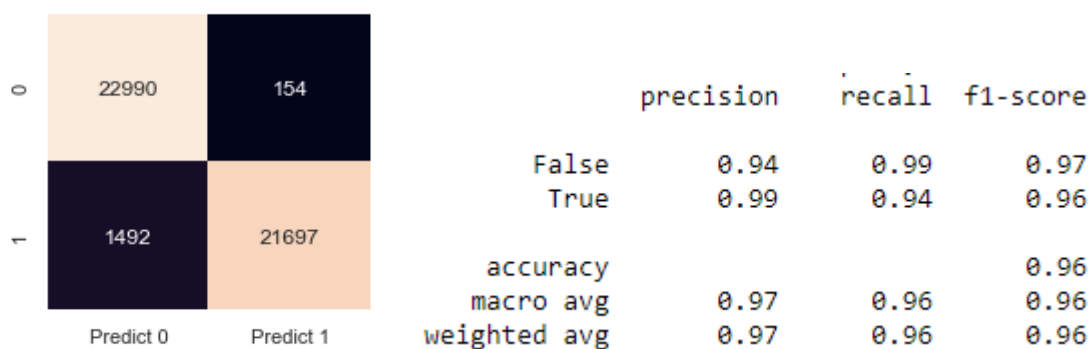 0 22990 154
1 1492 21697
Predict 0 Predict 1
precision recall f1-score
False 0.94 0.99 0.97
True 0.99 0.94 0.96
accuracy 0.96
macro avg 0.97 0.96 0.96
weighted avg 0.97 0.96 0.96